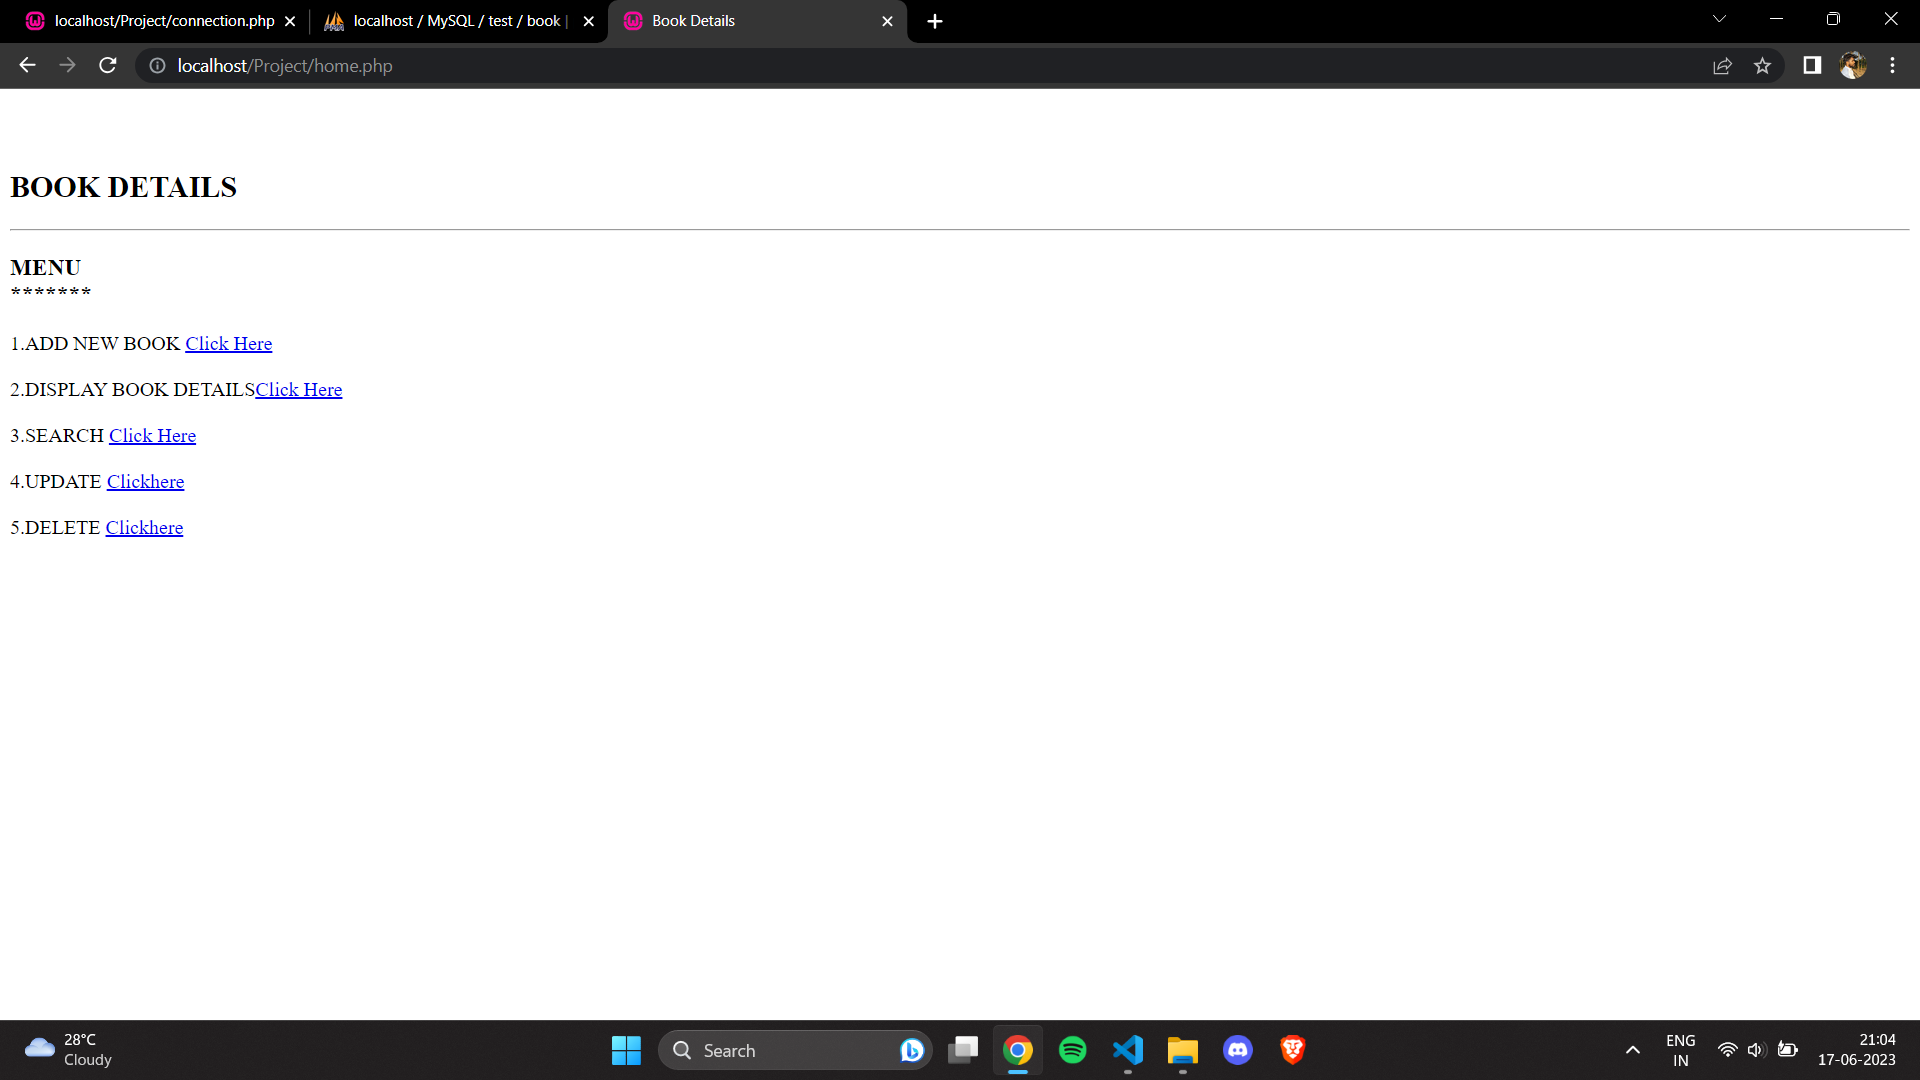 localhost/Project/connection.php
localhost / MySQL / test / book |
Book Details
localhost/Project/home.php
BOOK DETAILS
MENU
*******
1.ADD NEW BOOK Click Here
2.DISPLAY BOOK DETAILSClick Here
3.SEARCH Click Here
4.UPDATE Clickhere
5.DELETE Clickhere
28°C
Cloudy
Search
ENG
IN
21:04
17-06-2023